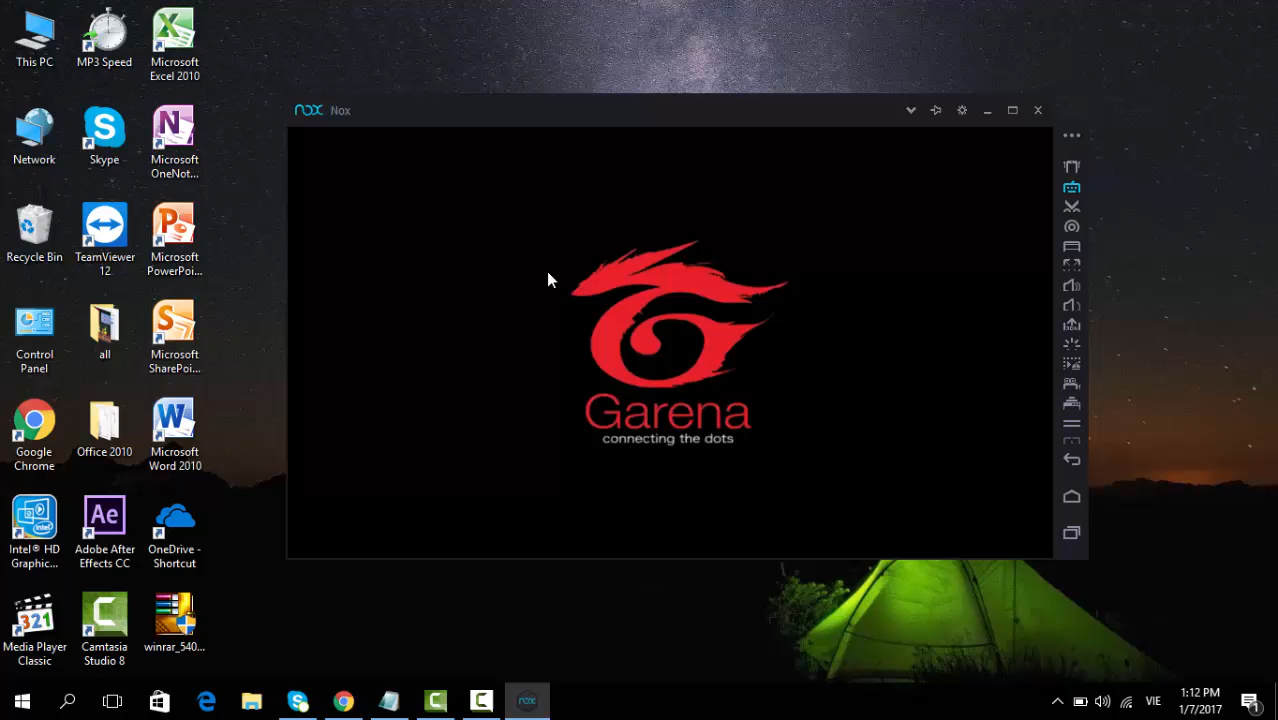 This PC
MP3 Speed
Microsoft
Excel 2010
Network
Skype
Microsoft
OneNot...
Recycle Bin
TeamViewer
12
Microsoft
PowerPoi...
Control
Panel
all
Microsoft
SharePoi...
Google
Chrome
Office 2010
Microsoft
Word 2010
Intel® HD
Graphic...
Adobe After
Effects CC
OneDrive -
Shortcut
Media Player
Classic
Camtasia
Studio 8
winrar_540...
nox Nox
Garena
connecting the dots
VIE
1:12 PM
1/7/2017